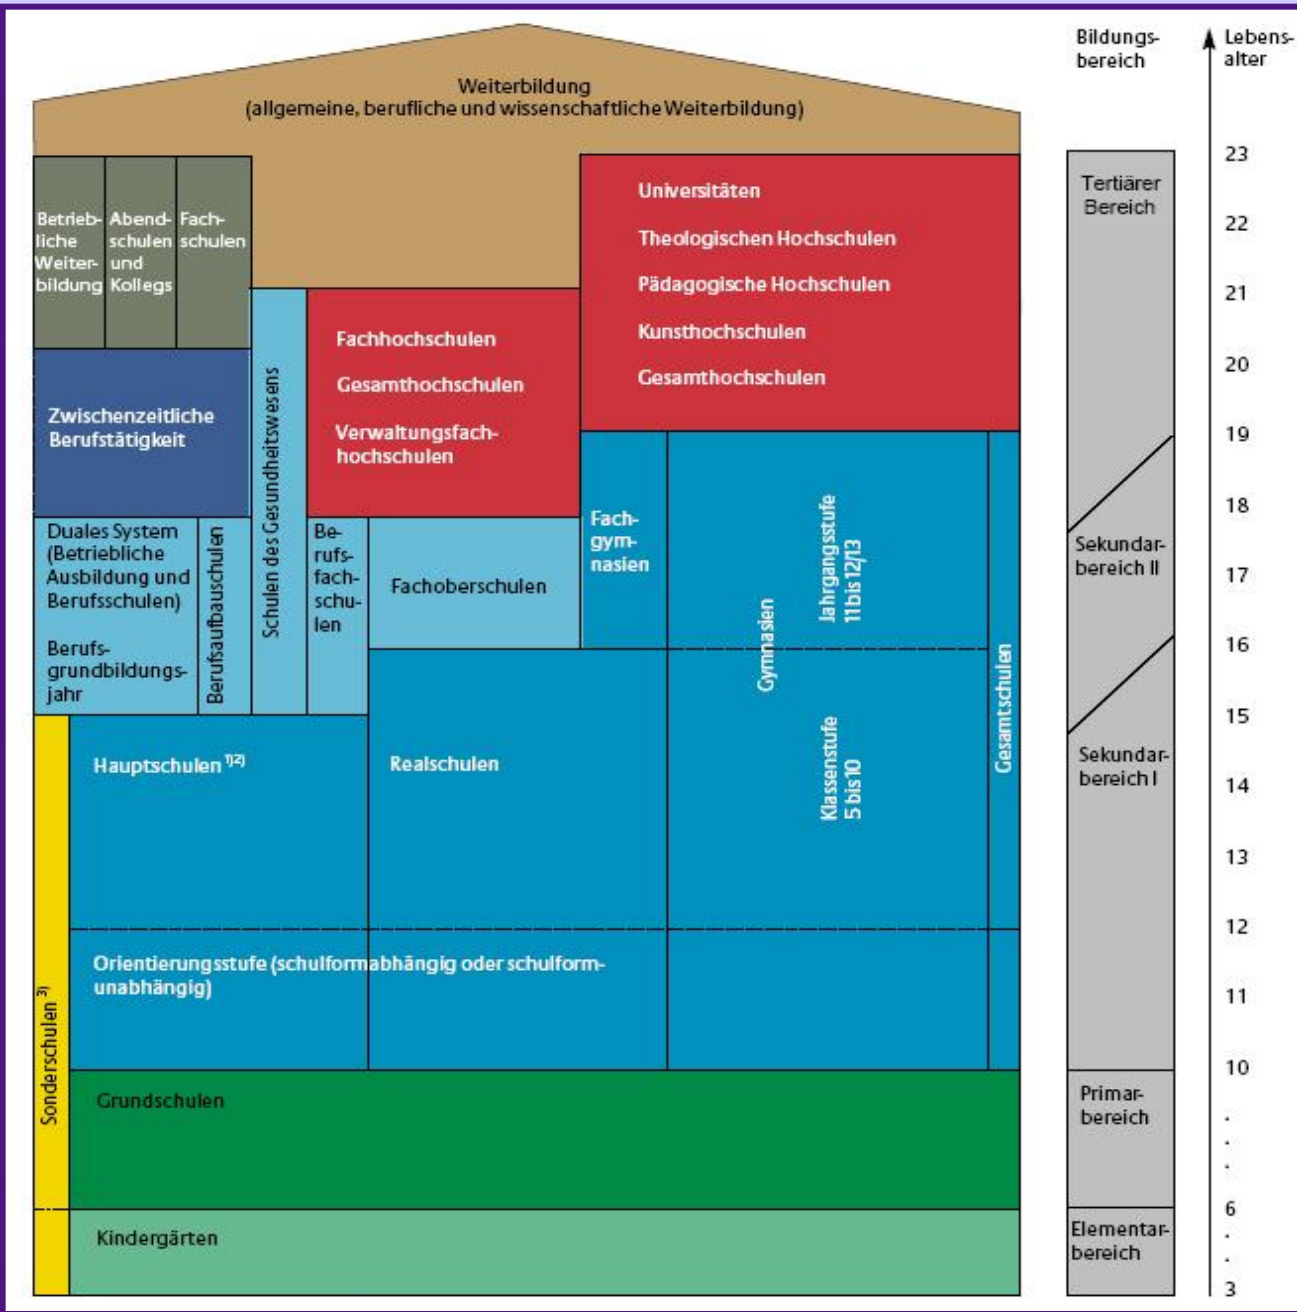 Weiterbildung
(allgemeine, berufliche und wissenschaftliche Weiterbildung)
Bildungs-
bereich
Lebens-
alter
Betrieb-
liche
Weiter-
bildung
Abend-
schulen
und
Kollegs
Fach-
schulen
Universitäten
Theologischen Hochschulen
Pädagogische Hochschulen
Kunsthochschulen
Gesamthochschulen
Fachhochschulen
Gesamthochschulen
Verwaltungsfach-
hochschulen
Zwischenzeitliche
Berufstätigkeit
Schulen des Gesundheitswesens
Duales System
(Betriebliche
Ausbildung und
Berufsschulen)
Berufs-
grundbildungs-
jahr
Berufsaufbauschulen
Be-
rufs-
fach-
schu-
len
Fachoberschulen
Fach-
gym-
nasien
Gymnasien
Jahrgangsstufe
11 bis 12/13
Klassenstufe
5 bis 10
Gesamtschulen
Hauptschulen 1)2)
Realschulen
Orientierungsstufe (schulformabhängig oder schulform-
unabhängig)
Sonderschulen 3)
Grundschulen
Kindergärten
Tertiärer
Bereich
Sekundar-
bereich II
Sekundar-
bereich I
Primar-
bereich
Elementar-
bereich
23
22
21
20
19
18
17
16
15
14
13
12
11
10
.
.
.
6
.
.
3